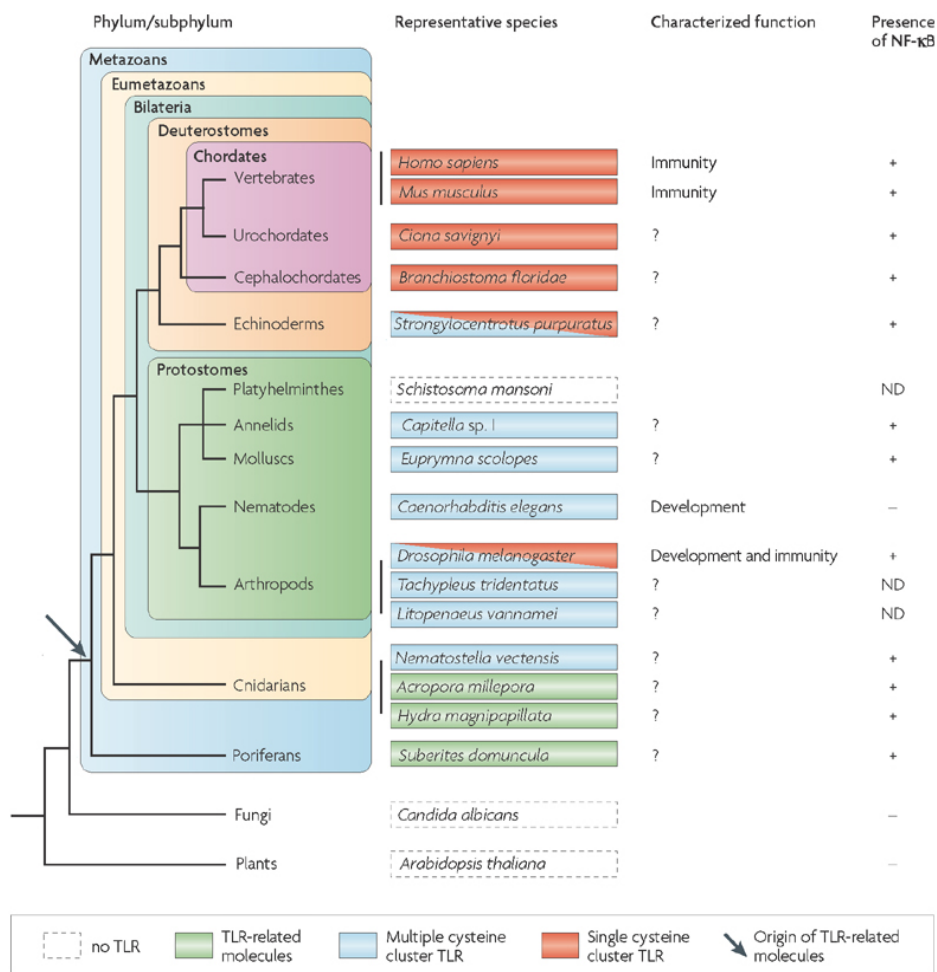 Phylum/subphylum Representative species Characterized function Presence of NF-κB
Metazoans
Eumetazoans
Bilateria
Deuterostomes
Chordates
Vertebrates Homo sapiens Immunity +
Mus musculus Immunity +
Urochordates Ciona savignyi ? +
Cephalochordates Branchiostoma floridae ? +
Echinoderms Strongylocentrotus purpuratus ? +
Protostomes
Platyhelminthes Schistosoma mansoni ND
Annelids Capitella sp. I ? +
Molluscs Euprymna scolopes ? +
Nematodes Caenorhabditis elegans Development –
Drosophila melanogaster Development and immunity +
Arthropods Tachypleus tridentatus ? ND
Litopenaeus vannamei ? ND
Nematostella vectensis ? +
Cnidarians Acropora millepora ? +
Hydra magnipapillata ? +
Poriferans Suberites domuncula ? +
Fungi Candida albicans –
Plants Arabidopsis thaliana –
no TLR
TLR-related
molecules
Multiple cysteine
cluster TLR
Single cysteine
cluster TLR
Origin of TLR-related
molecules